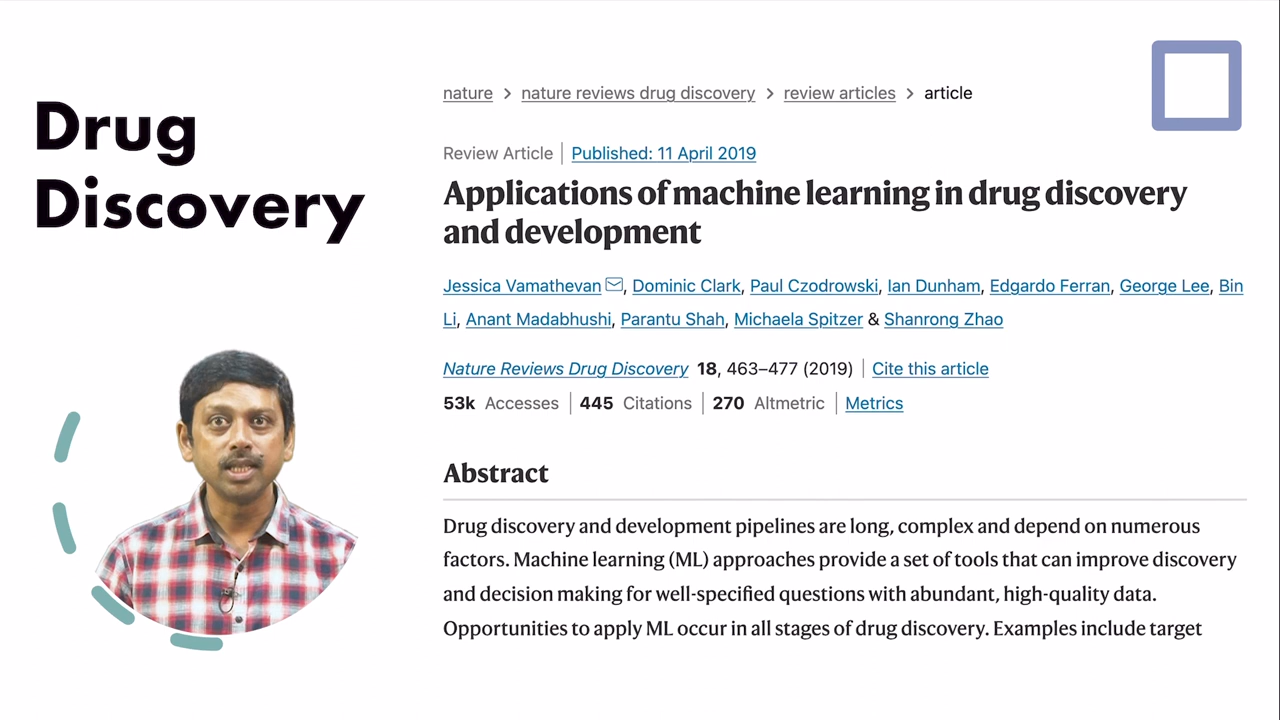 Drug
Discovery
nature > nature reviews drug discovery > review articles > article
Review Article | Published: 11 April 2019
Applications of machine learning in drug discovery
and development
Jessica Vamathevan, Dominic Clark, Paul Czodrowski, Ian Dunham, Edgardo Ferran, George Lee, Bin
Li, Anant Madabhushi, Parantu Shah, Michaela Spitzer & Shanrong Zhao
Nature Reviews Drug Discovery 18, 463–477 (2019) | Cite this article
53k Accesses | 445 Citations | 270 Altmetric | Metrics
Abstract
Drug discovery and development pipelines are long, complex and depend on numerous
factors. Machine learning (ML) approaches provide a set of tools that can improve discovery
and decision making for well-specified questions with abundant, high-quality data.
Opportunities to apply ML occur in all stages of drug discovery. Examples include target